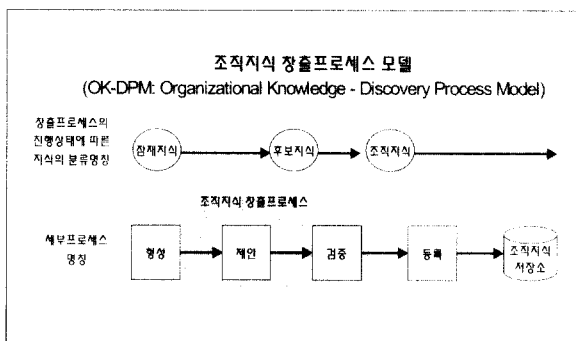 조직지식 창출프로세스 모델
(OK-DPM: Organizational Knowledge - Discovery Process Model)
창출프로세스의
진행상태에 따른
지식의 분류명칭
잠재지식
후보지식
조직지식
조직지식 창출프로세스
세부프로세스
명칭
형성
제안
검증
등록
조직지식
저장소